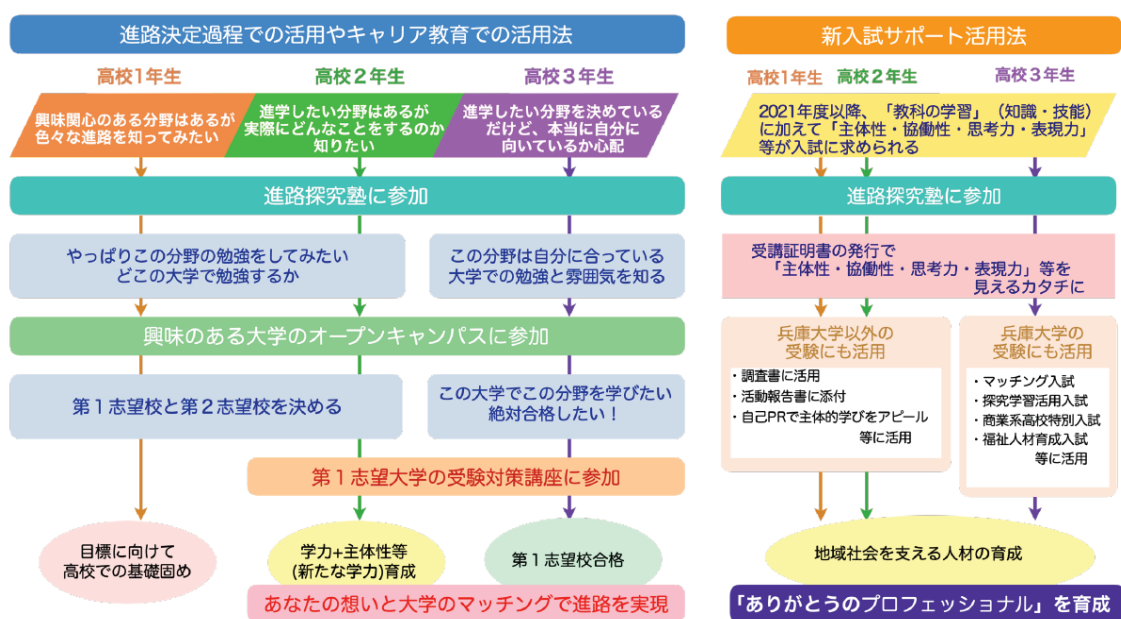 進路決定過程での活用やキャリア教育での活用法
高校1年生
高校2年生
高校3年生
興味関心のある分野はあるが
色々な進路を知ってみたい
進学したい分野はあるが
実際にどんなことをするのか
知りたい
進学したい分野を決めている
だけど、本当に自分に
向いているか心配
進路探究塾に参加
やっぱりこの分野の勉強をしてみたい
どこの大学で勉強するか
この分野は自分に合っている
大学での勉強と雰囲気を知る
興味のある大学のオープンキャンパスに参加
第1志望校と第2志望校を決める
この大学でこの分野を学びたい
絶対合格したい!
第1志望大学の受験対策講座に参加
目標に向けて
高校での基礎固め
学力+主体性等
(新たな学力)育成
第1志望校合格
あなたの想いと大学のマッチングで進路を実現
新入試サポート活用法
高校1年生
高校2年生
高校3年生
2021年度以降、「教科の学習」(知識・技能)
に加えて「主体性・協働性・思考力・表現力」
等が入試に求められる
進路探究塾に参加
受講証明書の発行で
「主体性・協働性・思考力・表現力」等を
見えるカタチに
兵庫大学以外の
受験にも活用
・調査書に活用
・活動報告書に添付
・自己PRで主体的学びをアピール
等に活用
兵庫大学の
受験にも活用
・マッチング入試
・探究学習活用入試
・商業系高校特別入試
・福祉人材育成入試
等に活用
地域社会を支える人材の育成
「ありがとうのプロフェッショナル」を育成